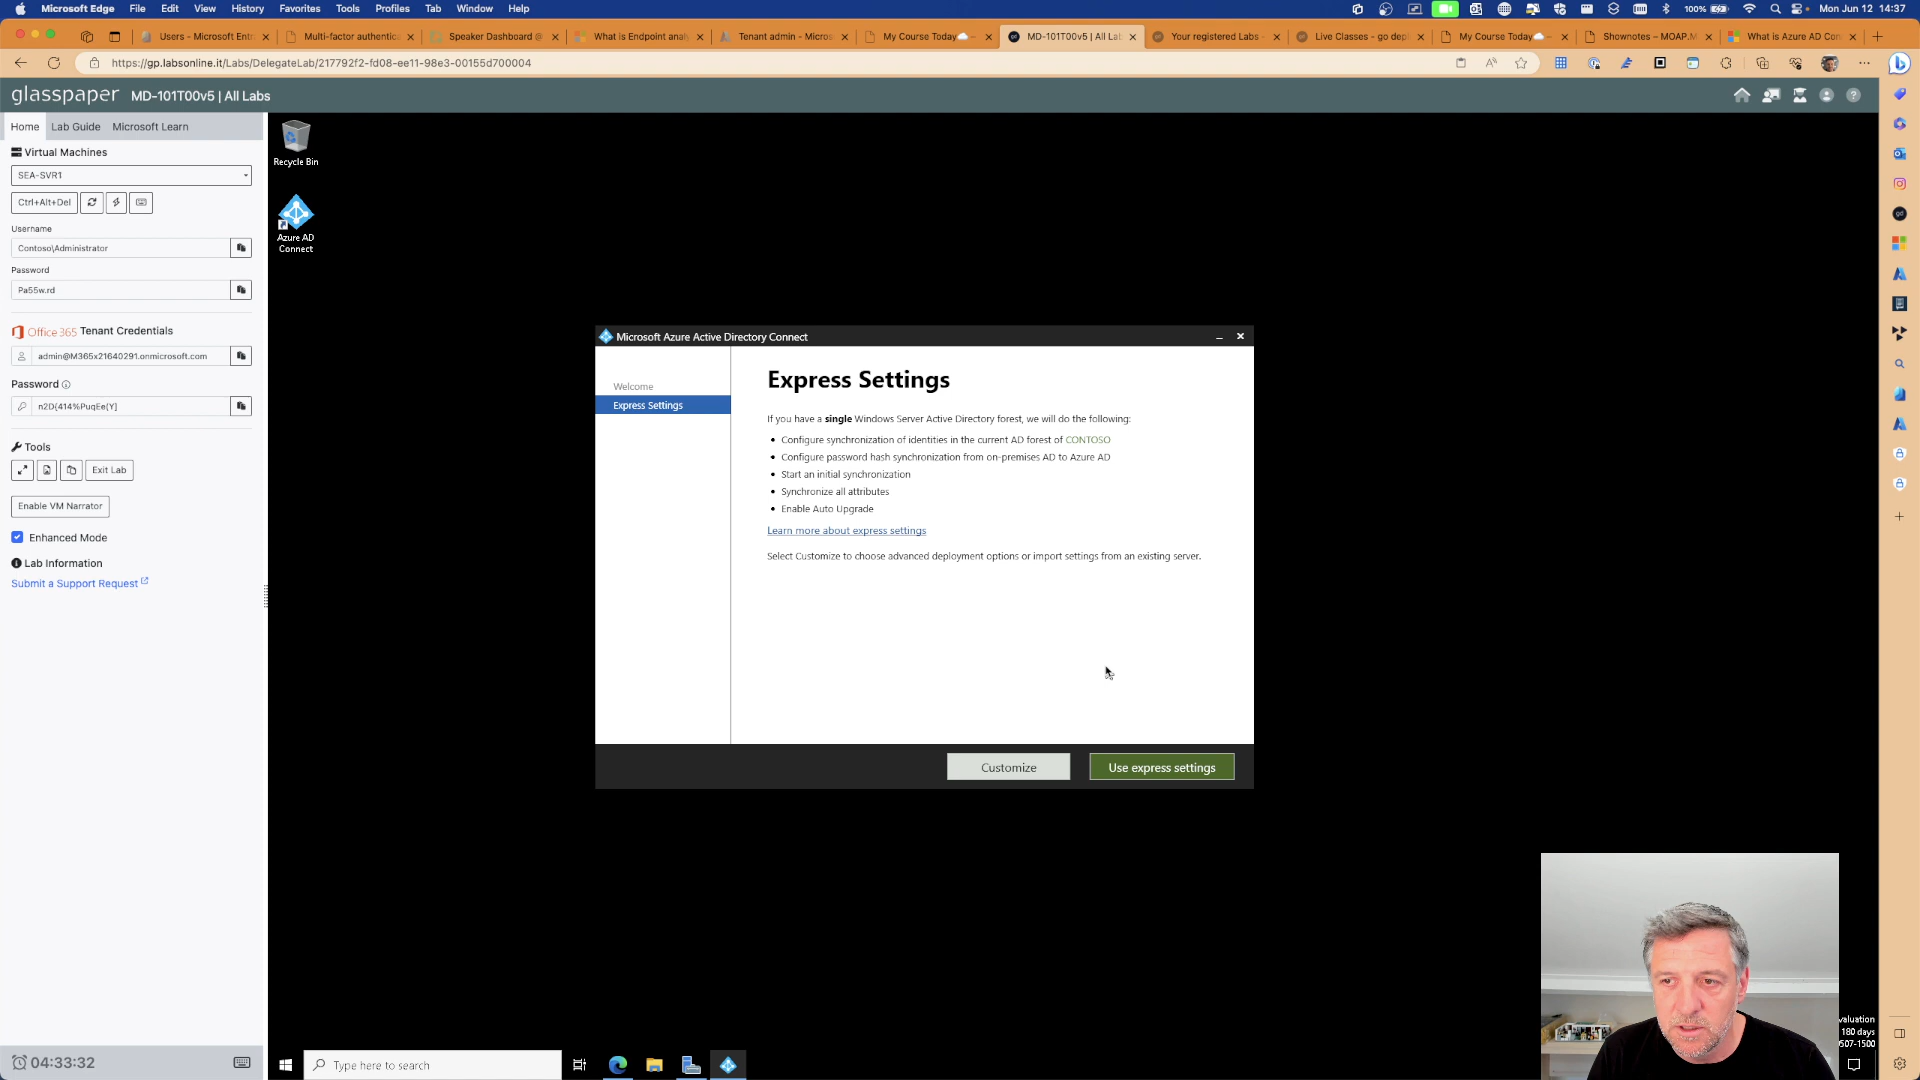 Microsoft Edge File Edit View History Favorites Tools Profiles Tab Window Help 100% Mon Jun 12 14:37
Users - Microsoft Ent Multi-factor authentica Speaker Dashboard @ What is Endpoint anal Tenant admin - Micros My Course Today MD-101T00v5 | All La Your registered Labs - Live Classes - go dep My Course Today Shownotes – MOAP.M What is Azure AD Con
https://gp.labsonline.it/Labs/DelegateLab/217792f2-fd08-ee11-98e3-00155d700004
glasspaper MD-101T00v5 | All Labs
Home Lab Guide Microsoft Learn
Virtual Machines
SEA-SVR1
Ctrl+Alt+Del
Username
Contoso\Administrator
Password
Pa55w.rd
Office 365 Tenant Credentials
admin@M365x21640291.onmicrosoft.com
Password
n2D{414%PuqEe(Y]
Tools
Exit Lab
Enable VM Narrator
Enhanced Mode
Lab Information
Submit a Support Request
04:33:32
Recycle Bin
Azure AD
Connect
Microsoft Azure Active Directory Connect
Welcome
Express Settings
Express Settings
If you have a single Windows Server Active Directory forest, we will do the following:
• Configure synchronization of identities in the current AD forest of CONTOSO
• Configure password hash synchronization from on-premises AD to Azure AD
• Start an initial synchronization
• Synchronize all attributes
• Enable Auto Upgrade
Learn more about express settings
Select Customize to choose advanced deployment options or import settings from an existing server.
Customize Use express settings
valuation
180 days
507-1500
Type here to search